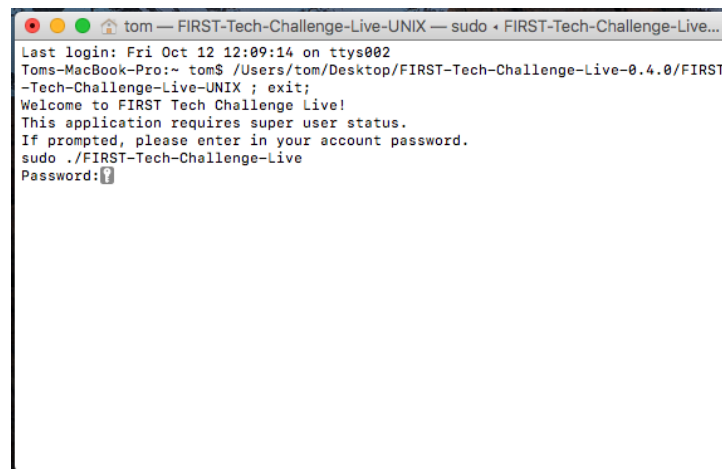 tom — FIRST-Tech-Challenge-Live-UNIX — sudo ◂ FIRST-Tech-Challenge-Live...
Last login: Fri Oct 12 12:09:14 on ttys002
Toms-MacBook-Pro:~ tom$ /Users/tom/Desktop/FIRST-Tech-Challenge-Live-0.4.0/FIRST
-Tech-Challenge-Live-UNIX ; exit;
Welcome to FIRST Tech Challenge Live!
This application requires super user status.
If prompted, please enter in your account password.
sudo ./FIRST-Tech-Challenge-Live
Password: